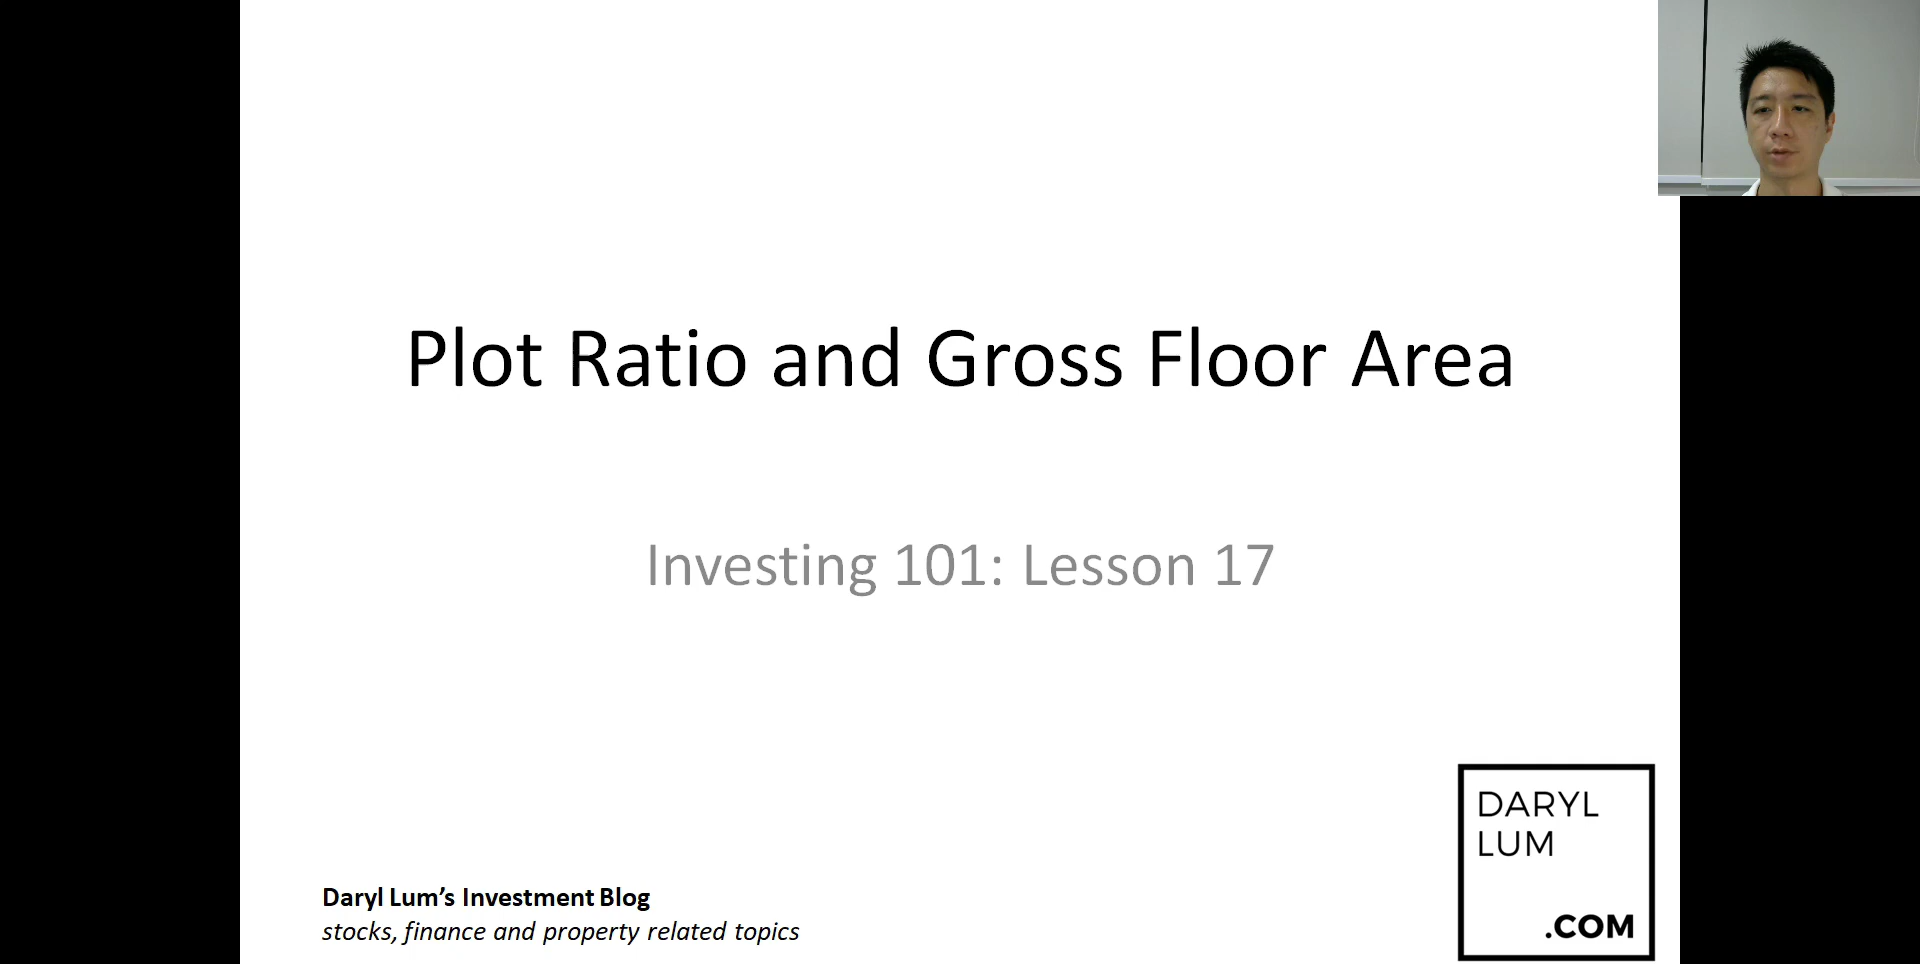 Plot Ratio and Gross Floor Area
Investing 101: Lesson 17
Daryl Lum’s Investment Blog
stocks, finance and property related topics
DARYL
LUM
.COM